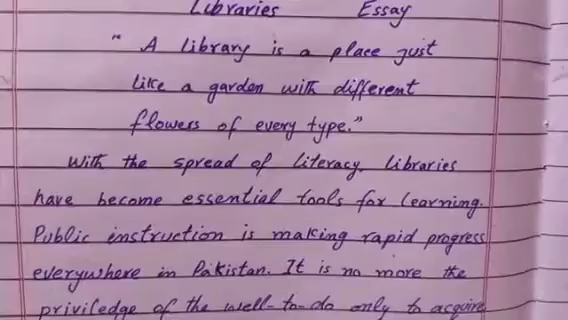 Libraries Essay
" A library is a place just
like a garden with different
flowers of every type."
With the spread of literacy, libraries
have become essential tools for learning.
Public instruction is making rapid progress
everywhere in Pakistan. It is no more the
priviledge of the well-to-do only to acquire